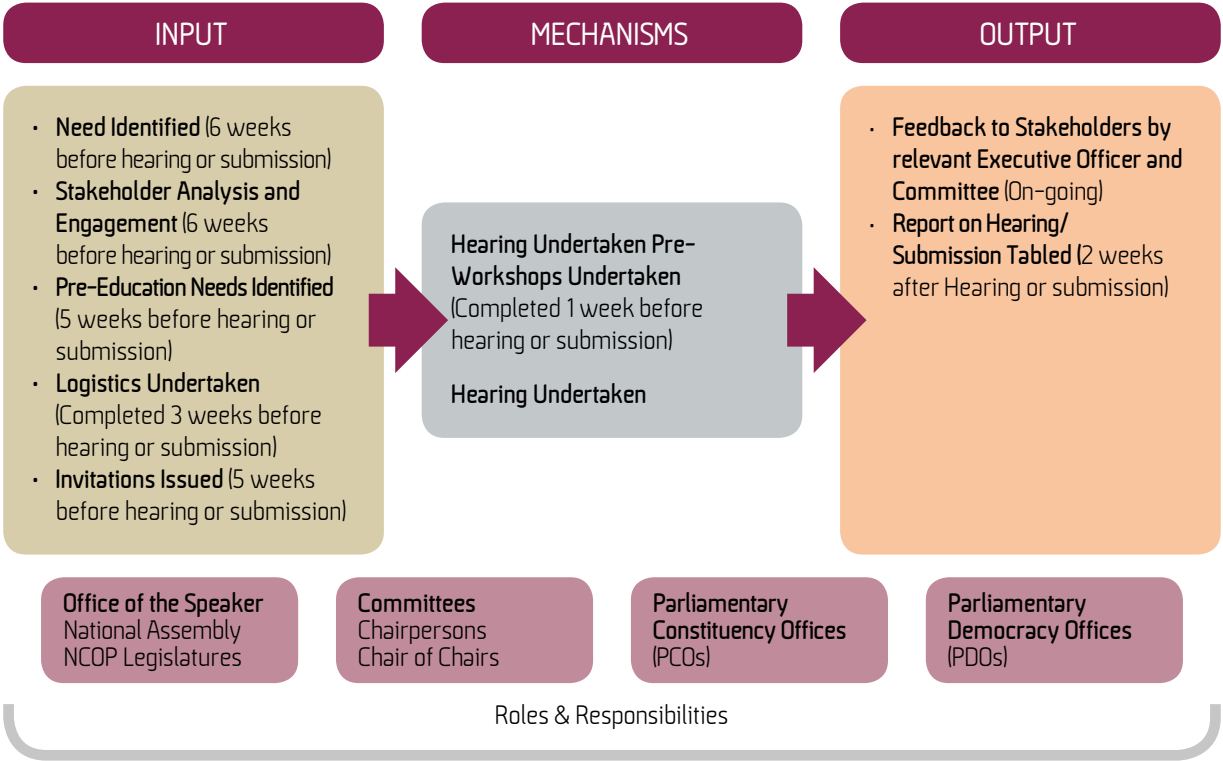 INPUT
MECHANISMS
OUTPUT
· Need Identified (6 weeks
before hearing or submission)
· Stakeholder Analysis and
Engagement (6 weeks
before hearing or submission)
· Pre-Education Needs Identified
(5 weeks before hearing or
submission)
· Logistics Undertaken
(Completed 3 weeks before
hearing or submission)
· Invitations Issued (5 weeks
before hearing or submission)
Hearing Undertaken Pre-
Workshops Undertaken
(Completed 1 week before
hearing or submission)
Hearing Undertaken
· Feedback to Stakeholders by
relevant Executive Officer and
Committee (On-going)
· Report on Hearing/
Submission Tabled (2 weeks
after Hearing or submission)
Office of the Speaker
National Assembly
NCOP Legislatures
Committees
Chairpersons
Chair of Chairs
Parliamentary
Constituency Offices
(PCOs)
Parliamentary
Democracy Offices
(PDOs)
Roles & Responsibilities